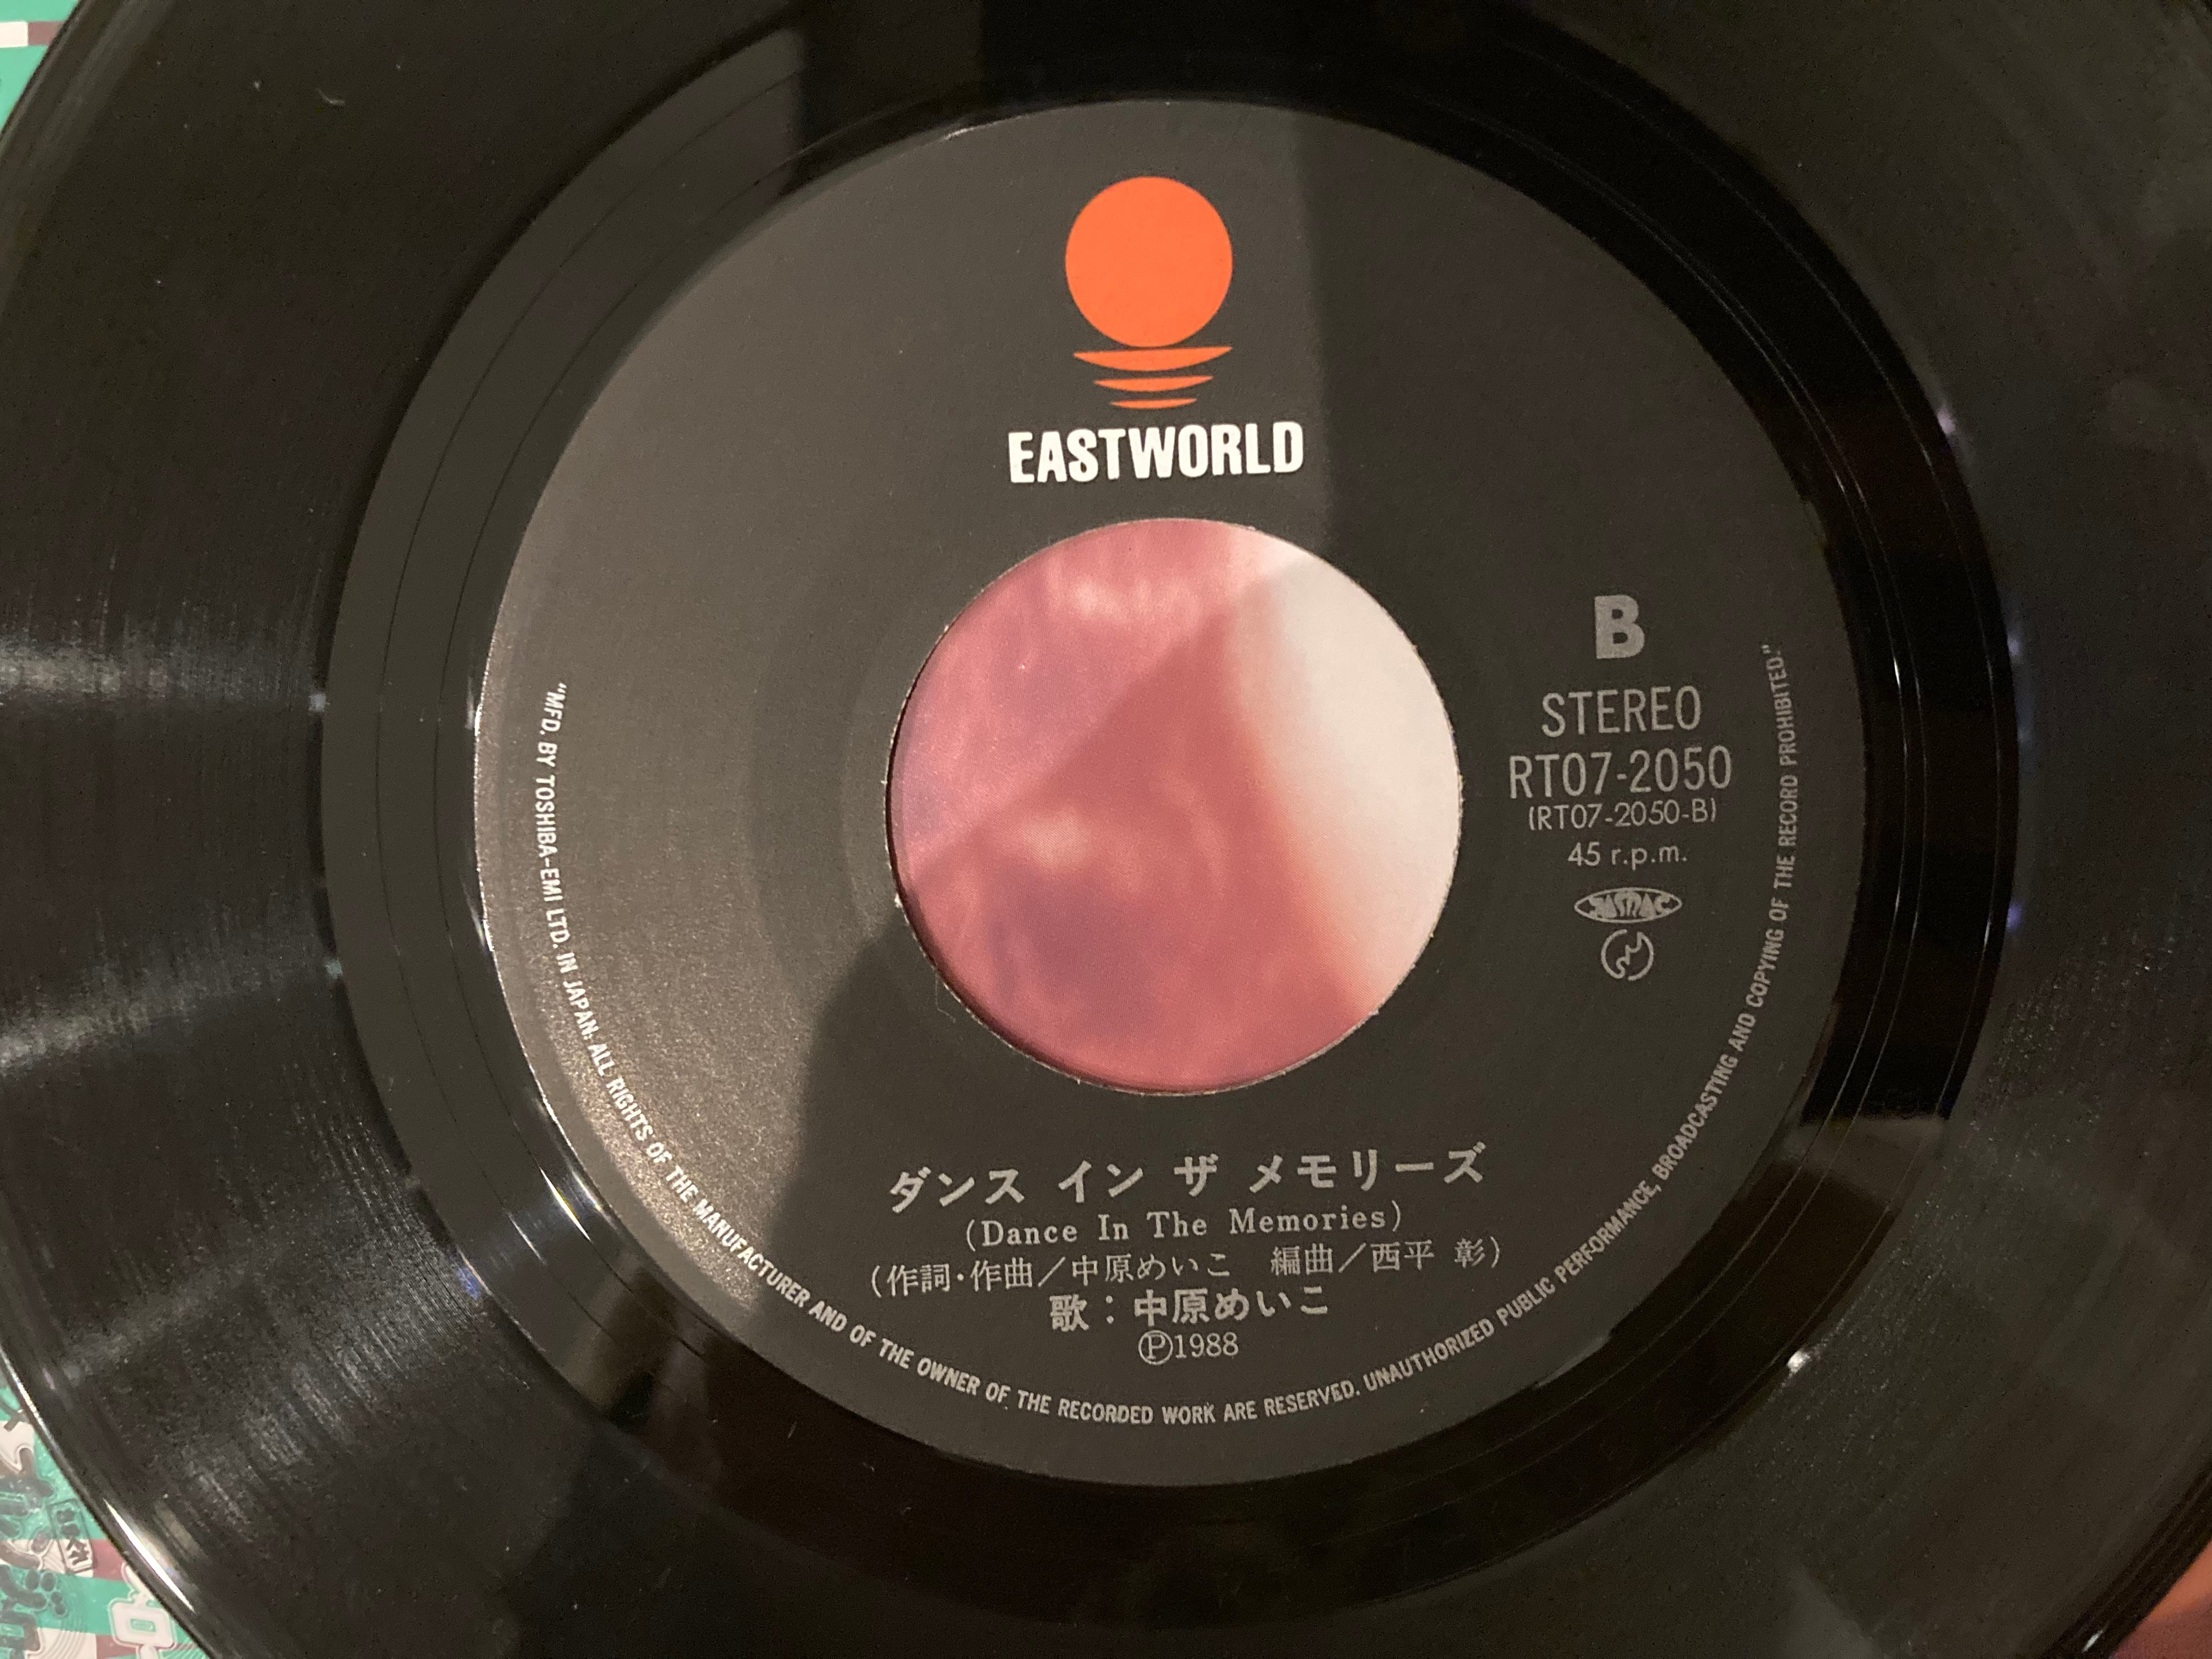 EASTWORLD
B
STEREO
RT07-2050
(RT07-2050-B)
45 r.p.m.
JASRAC
ダンス イン ザ メモリーズ
(Dance In The Memories)
(作詞・作曲／中原めいこ 編曲／西平 彰)
歌：中原めいこ
Ⓟ1988
"MFD. BY TOSHIBA-EMI LTD. IN JAPAN. ALL RIGHTS OF THE MANUFACTURER AND OF THE OWNER OF THE RECORDED WORK ARE RESERVED. UNAUTHORIZED PUBLIC PERFORMANCE, BROADCASTING AND COPYING OF THE RECORD PROHIBITED."